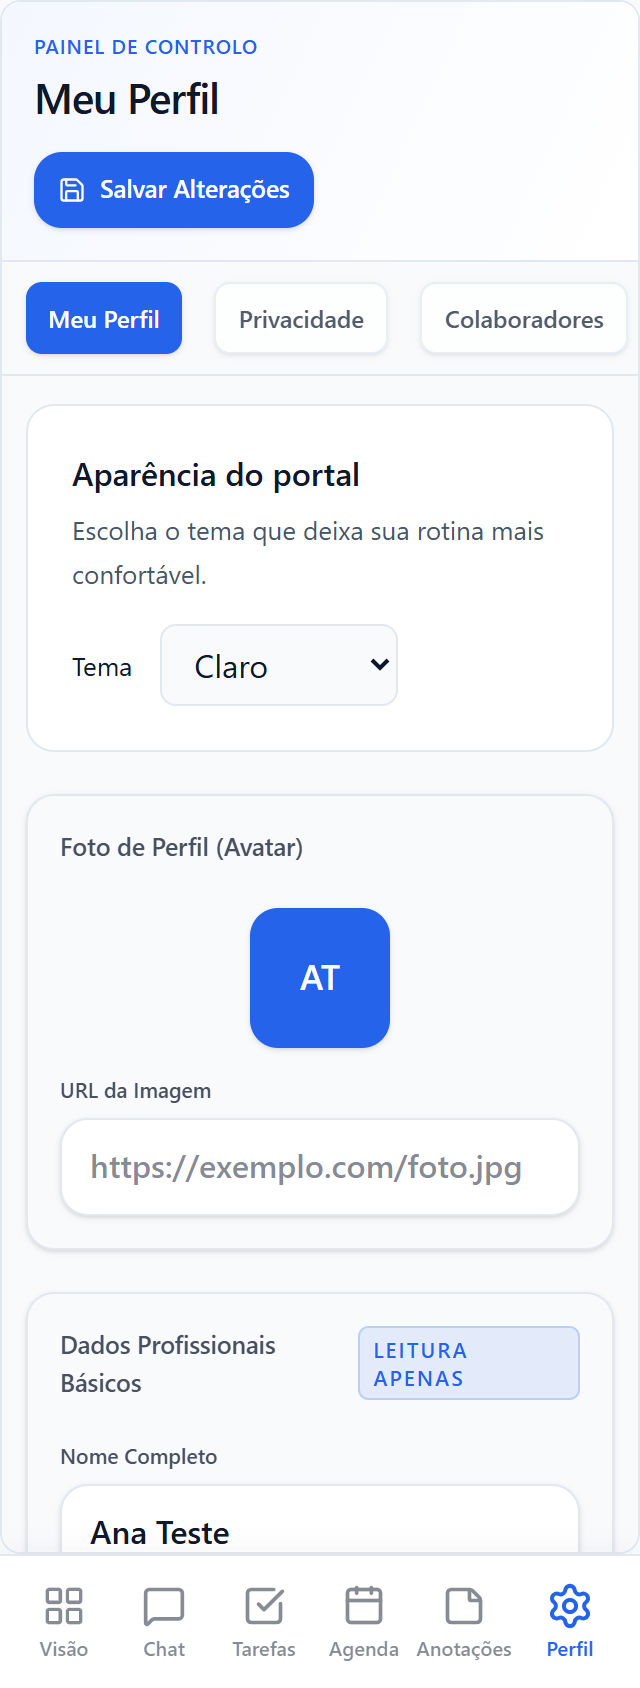 PAINEL DE CONTROLO
Meu Perfil
Salvar Alterações
Meu Perfil
Privacidade
Colaboradores
Aparência do portal
Escolha o tema que deixa sua rotina mais
confortável.
Tema
Claro
Foto de Perfil (Avatar)
AT
URL da Imagem
https://exemplo.com/foto.jpg
Dados Profissionais
Básicos
LEITURA
APENAS
Nome Completo
Ana Teste
Visão
Chat
Tarefas
Agenda
Anotações
Perfil